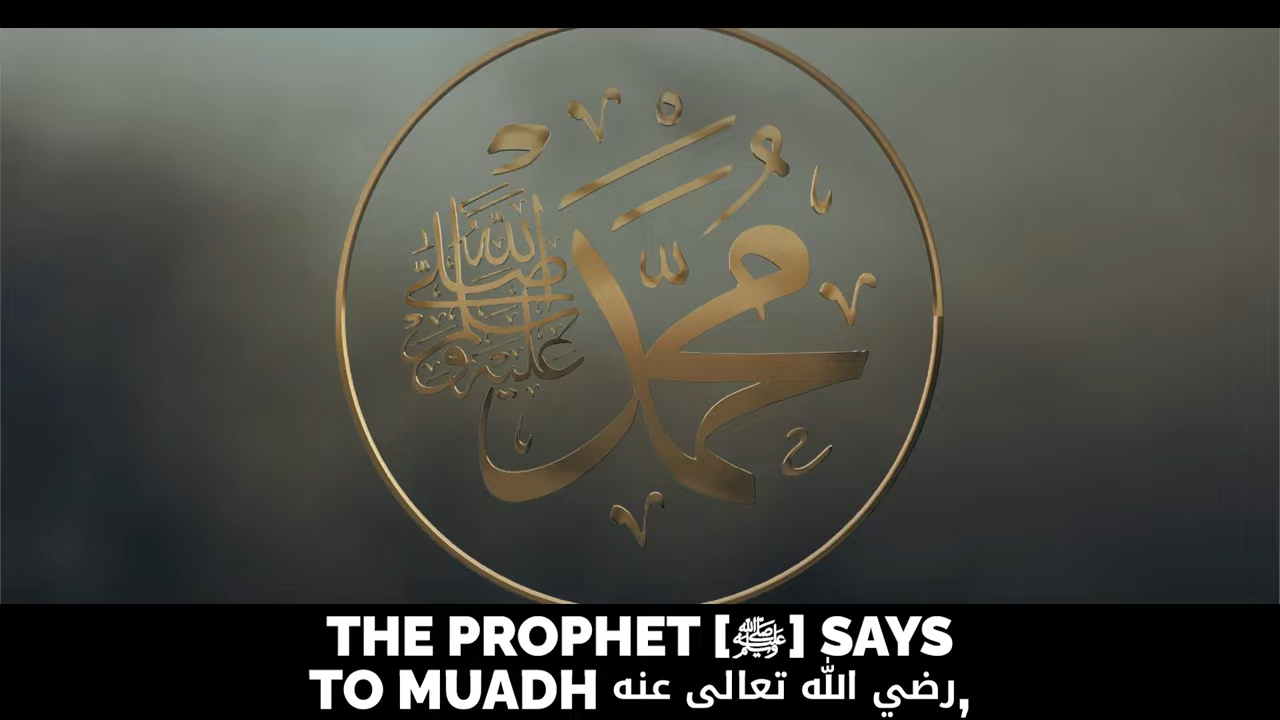 محمد
صلى الله عليه وسلم
THE PROPHET [ﷺ] SAYS
TO MUADH رضي الله تعالى عنه,